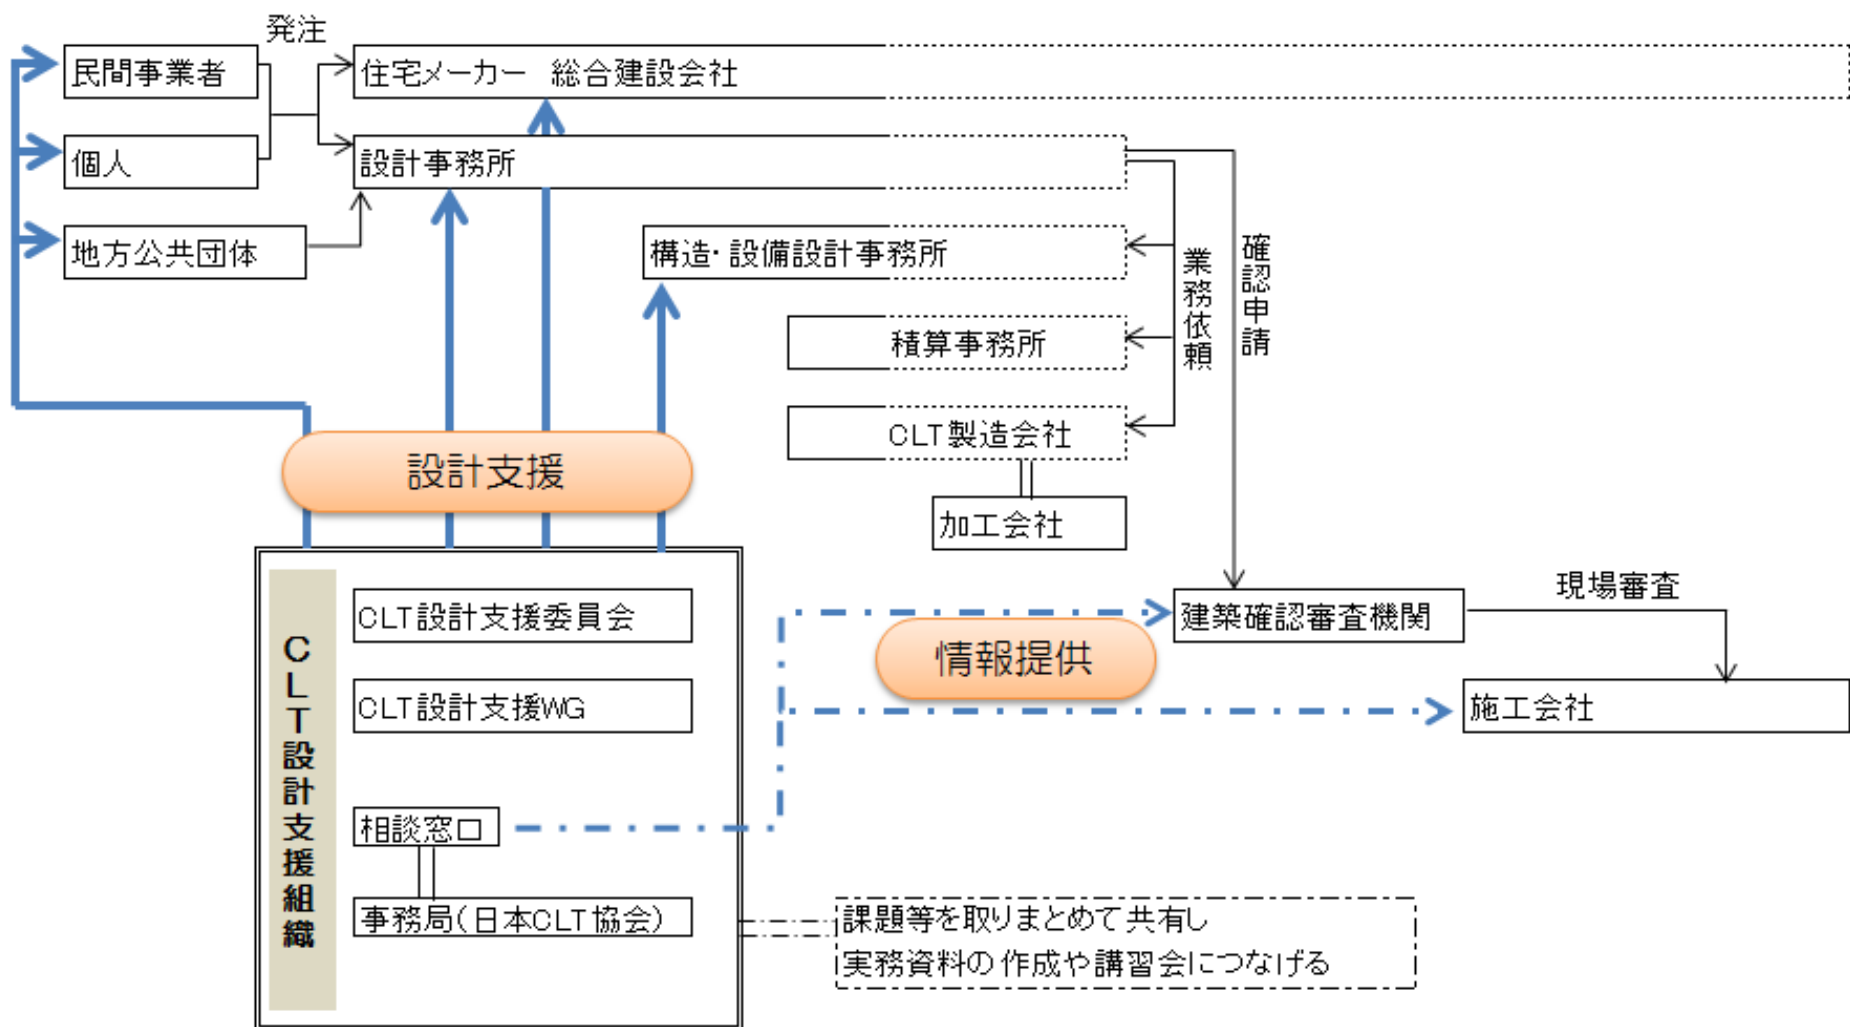 発注
民間事業者
住宅メーカー 総合建設会社
個人
設計事務所
地方公共団体
構造・設備設計事務所
積算事務所
業務依頼
確認申請
CLT製造会社
設計支援
加工会社
CLT設計支援組織
CLT設計支援委員会
CLT設計支援WG
相談窓口
事務局(日本CLT協会)
情報提供
建築確認審査機関
現場審査
施工会社
課題等を取りまとめて共有し
実務資料の作成や講習会につなげる